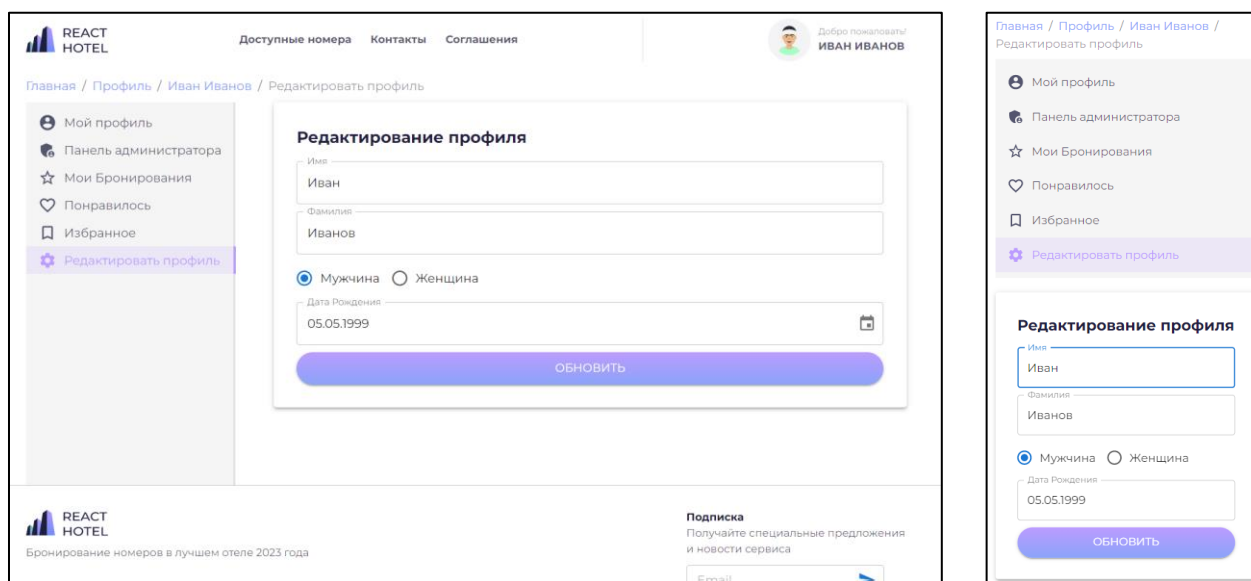 REACT
HOTEL
Доступные номера Контакты Соглашения
Добро пожаловать!
ИВАН ИВАНОВ
Главная / Профиль / Иван Иванов / Редактировать профиль
Мой профиль
Панель администратора
Мои Бронирования
Понравилось
Избранное
Редактировать профиль
Редактирование профиля
Имя
Иван
Фамилия
Иванов
Мужчина Женщина
Дата Рождения
05.05.1999
ОБНОВИТЬ
REACT
HOTEL
Бронирование номеров в лучшем отеле 2023 года
Подписка
Получайте специальные предложения
и новости сервиса
Email
Главная / Профиль / Иван Иванов /
Редактировать профиль
Мой профиль
Панель администратора
Мои Бронирования
Понравилось
Избранное
Редактировать профиль
Редактирование профиля
Имя
Иван
Фамилия
Иванов
Мужчина Женщина
Дата Рождения
05.05.1999
ОБНОВИТЬ